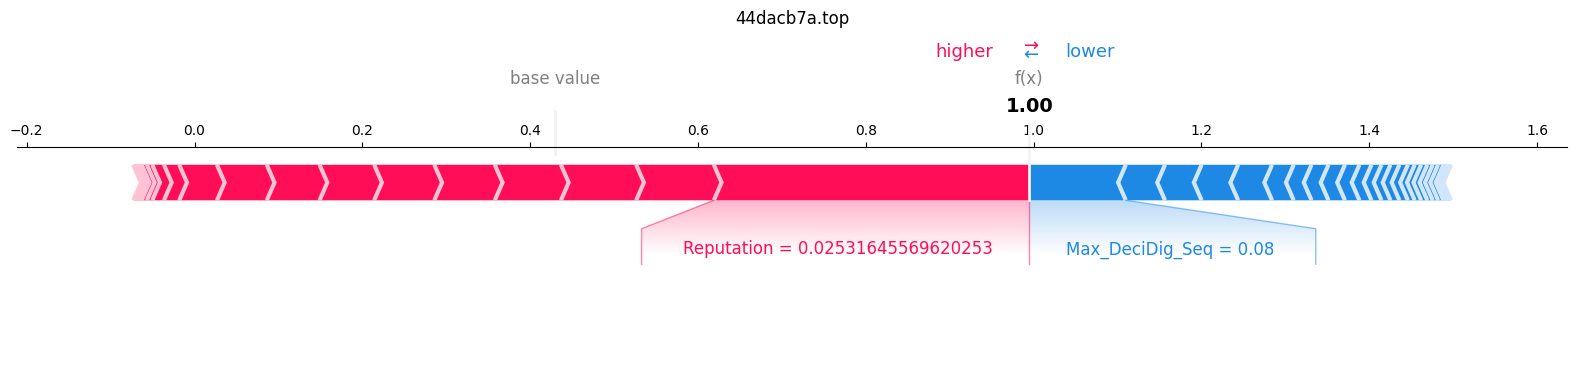 44dacb7a.top
higher ⇄ lower
base value f(x)
1.00
−0.2 0.0 0.2 0.4 0.6 0.8 1.0 1.2 1.4 1.6
Reputation = 0.02531645569620253 Max_DeciDig_Seq = 0.08